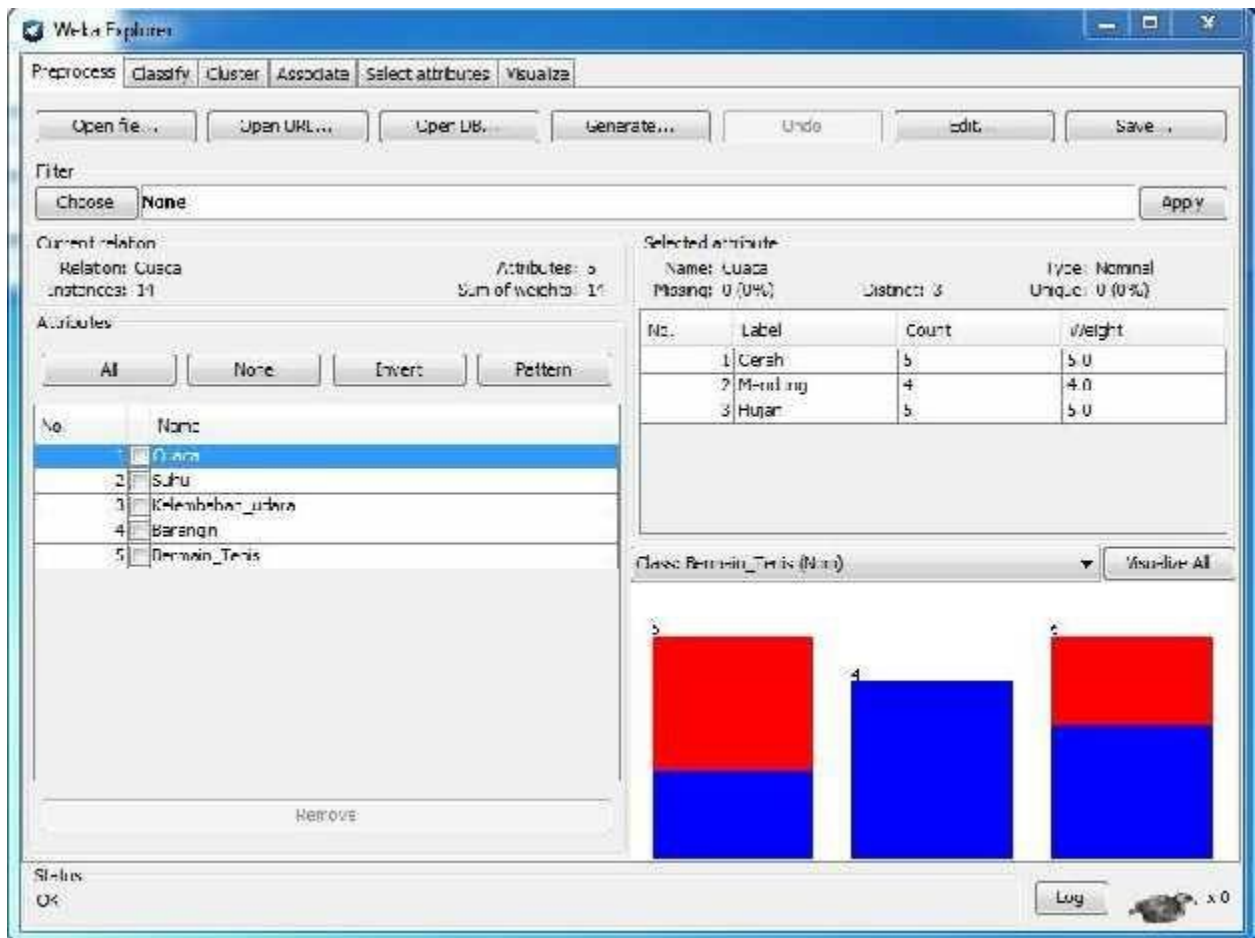 Weka Explorer
Preprocess Classify Cluster Associate Select attributes Visualize
Open file... Open URL... Open DB... Generate... Undo Edit... Save...
Filter
Choose None Apply
Current relation
Relation: Cuaca Attributes: 5
Instances: 14 Sum of weights: 14
Selected attribute
Name: Cuaca Type: Nominal
Missing: 0 (0%) Distinct: 3 Unique: 0 (0%)
Attributes
All None Invert Pattern
No. Name
1 Cuaca
2 Suhu
3 Kelembaban_udara
4 Berangin
5 Bermain_Tenis
Remove
No. Label Count Weight
1 Cerah 5 5.0
2 Mendung 4 4.0
3 Hujan 5 5.0
Class: Bermain_Tenis (Nom) Visualize All
5 4 5
Status
OK
Log x 0